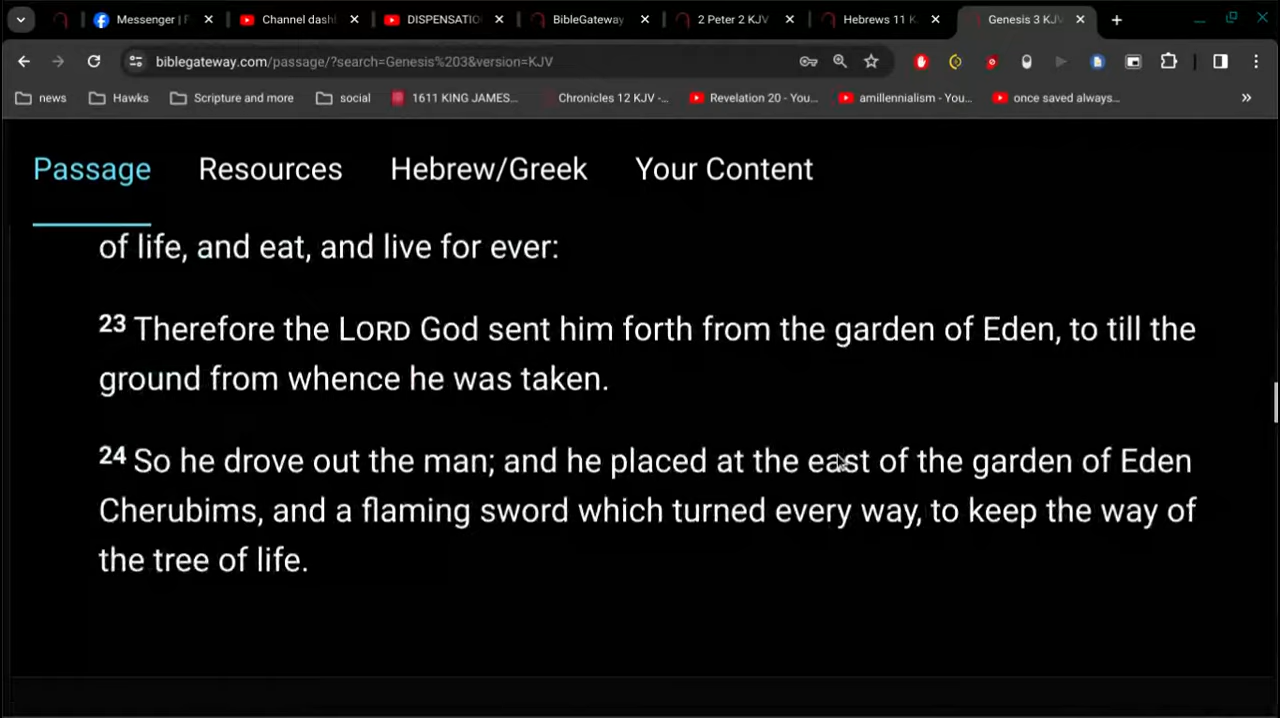 Messenger | F
Channel dash
DISPENSATIO
BibleGateway
2 Peter 2 KJV
Hebrews 11 K
Genesis 3 KJV
biblegateway.com/passage/?search=Genesis%203&version=KJV
news
Hawks
Scripture and more
social
1611 KING JAMES...
Chronicles 12 KJV -...
Revelation 20 - You...
amillennialism - You...
once saved always...
Passage
Resources
Hebrew/Greek
Your Content
of life, and eat, and live for ever:
23 Therefore the LORD God sent him forth from the garden of Eden, to till the
ground from whence he was taken.
24 So he drove out the man; and he placed at the east of the garden of Eden
Cherubims, and a flaming sword which turned every way, to keep the way of
the tree of life.